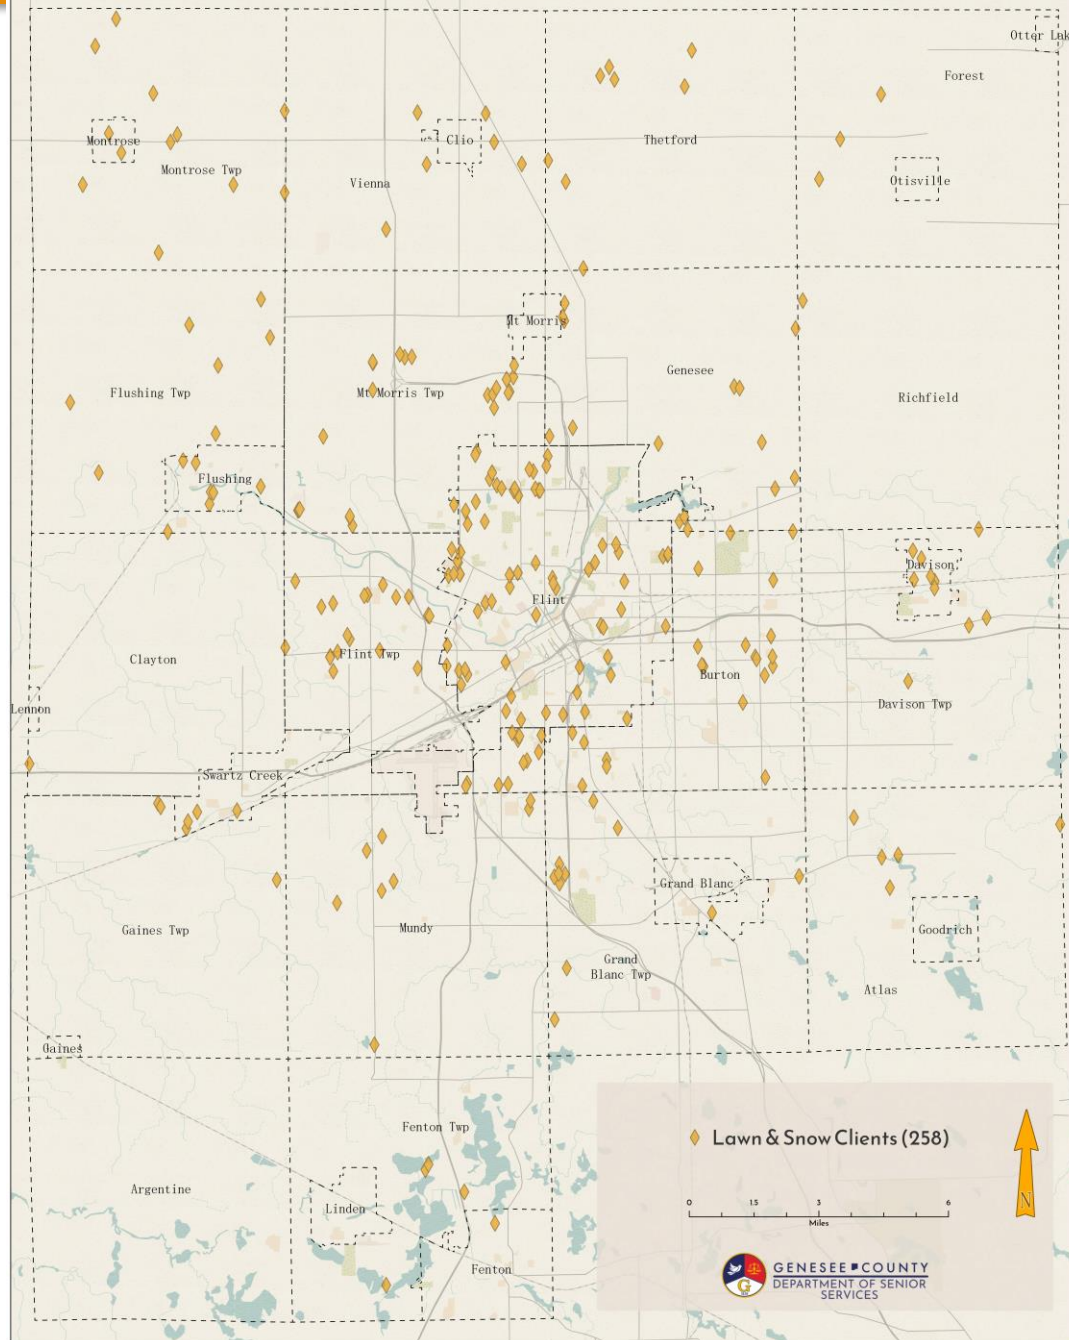 Otter Lak
Forest
Montrose
Clio
Thetford
Montrose Twp
Vienna
Otisville
Mt Morris
Genesee
Flushing Twp
Mt Morris Twp
Richfield
Flushing
Davison
Flint
Clayton
Flint Twp
Burton
Lennon
Davison Twp
Swartz Creek
Grand Blanc
Gaines Twp
Mundy
Goodrich
Grand
Blanc Twp
Atlas
Gaines
Fenton Twp
Argentine
Linden
Fenton
Lawn & Snow Clients (258)
0 1.5 3 6
Miles
N
G
GENESEE COUNTY
DEPARTMENT OF SENIOR
SERVICES